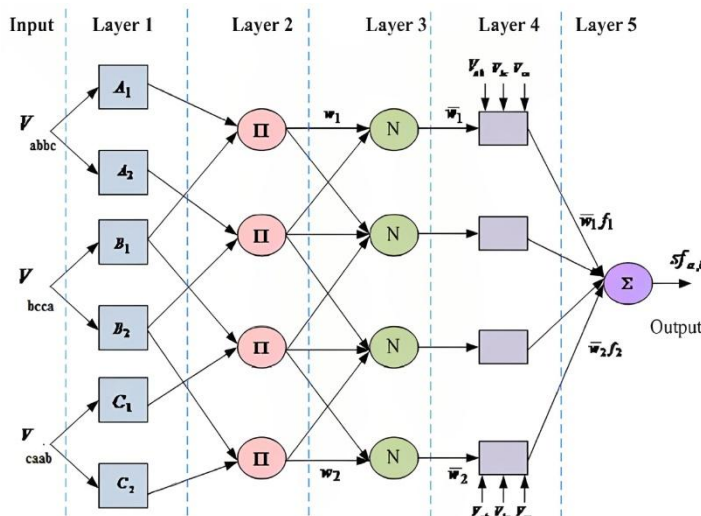 Input Layer 1 Layer 2 Layer 3 Layer 4 Layer 5
V abbc
A₁
A₂
V bcca
B₁
B₂
V caab
C₁
C₂
Π
Π
Π
Π
w₁
w₂
N
N
N
N
w̅₁
w̅₂
w̅₁f₁
w̅₂f₂
Σ
Output